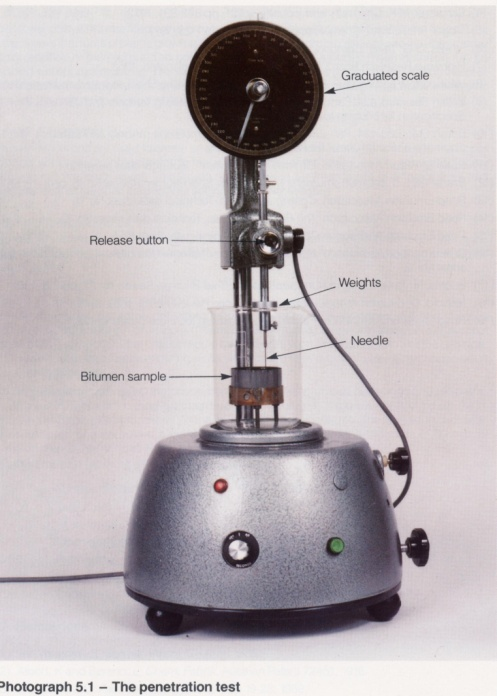 Graduated scale
Release button
Weights
Needle
Bitumen sample
Photograph 5.1 – The penetration test